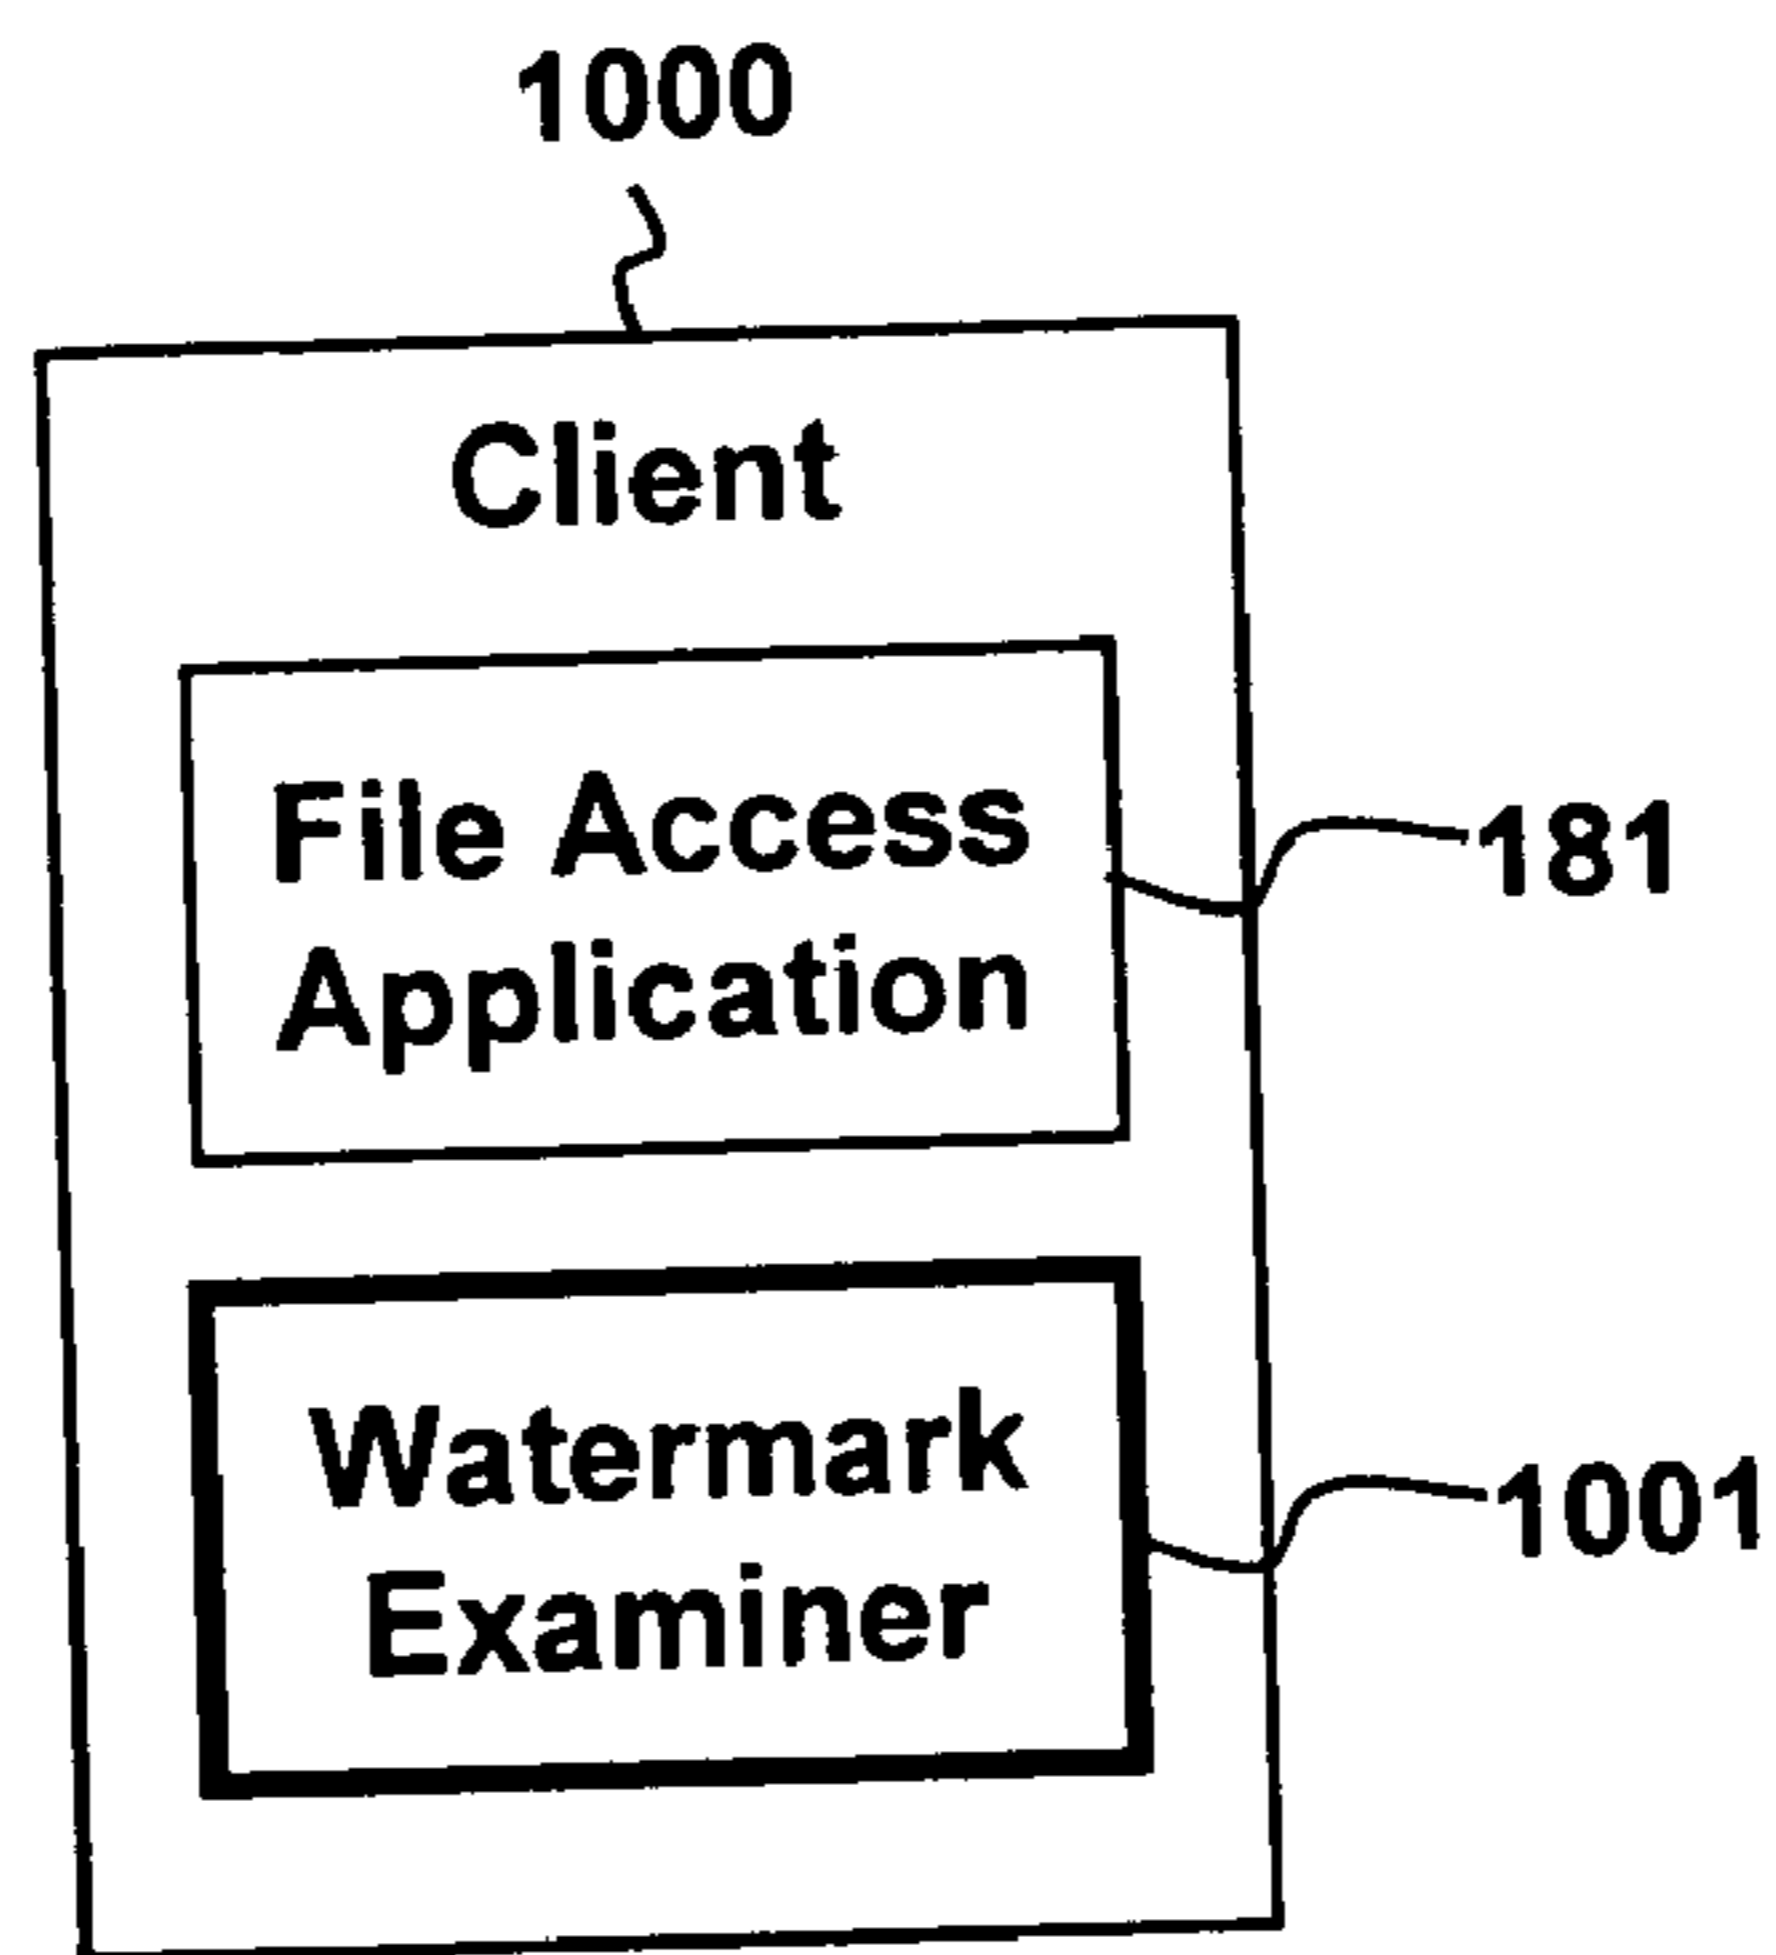 1000
Client
File Access
Application
181
Watermark
Examiner
1001